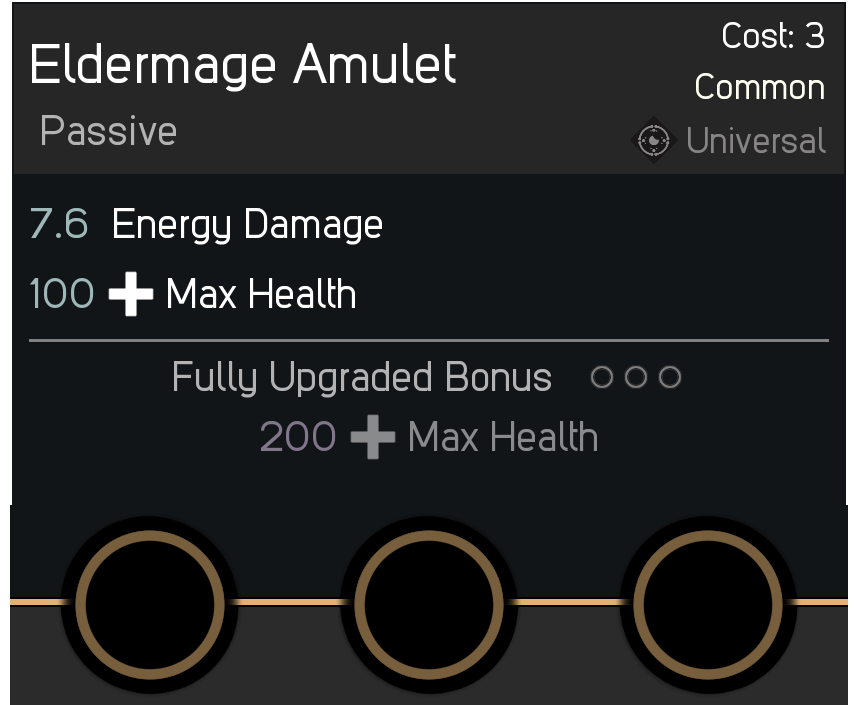 Eldermage Amulet
Cost: 3
Common
Passive
Universal
7.6 Energy Damage
100 Max Health
Fully Upgraded Bonus
200 Max Health